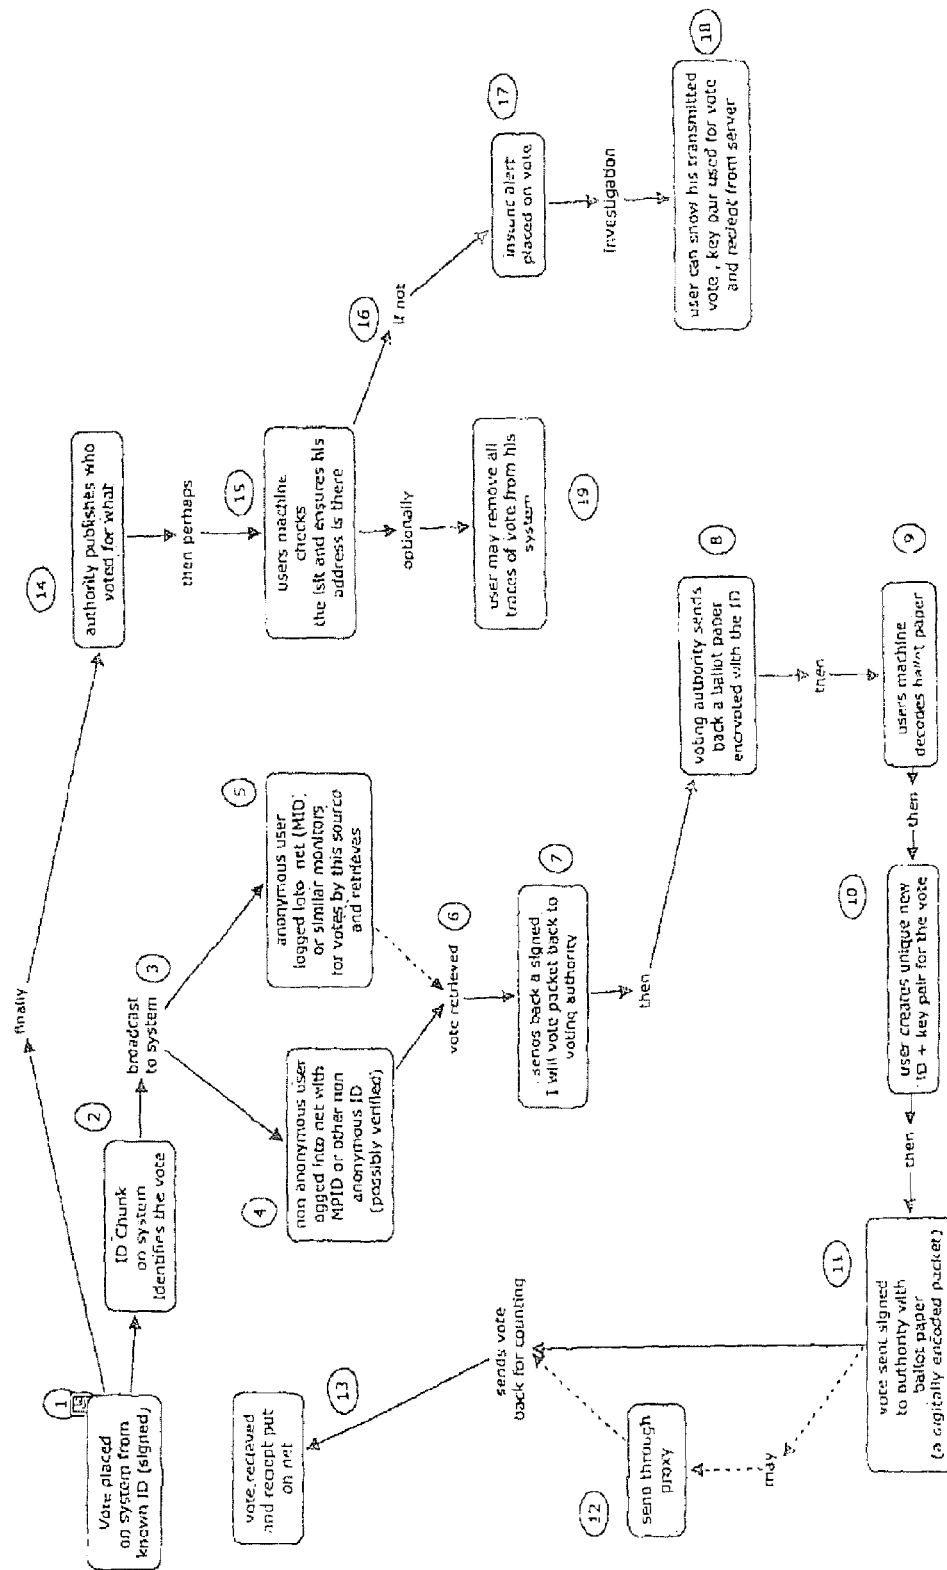 1
Vote placed
on system from
known ID (signed)
2
ID Chunk
on system
identifies the vote
3
broadcast
to system
4
non anonymous user
logged into net with
MPID or other non
anonymous ID
(possibly verified)
5
anonymous user
logged into net (MID)
or similar monitors
for votes by this source
and retrieves
6
vote retrieved
7
sends back a signed
I will vote packet back to
voting authority
then
8
voting authority sends
back a ballot paper
encrypted with the ID
then
9
users machine
decodes ballot paper
then
10
user creates unique new
ID + key pair for the vote
then
11
vote sent signed
to authority with
ballot paper
(a digitally encoded packet)
may
12
send through
proxy
sends vote
back for counting
13
vote recieved
and reciept put
on net
finally
14
authority publishes who
voted for what
then perhaps
15
users machine
checks
the lsit and ensures his
address is there
16
if not
17
instant alert
placed on vote
investigation
18
user can show his transmitted
vote , key pair used for vote
and reciept from server
optionally
19
user may remove all
traces of vote from his
system